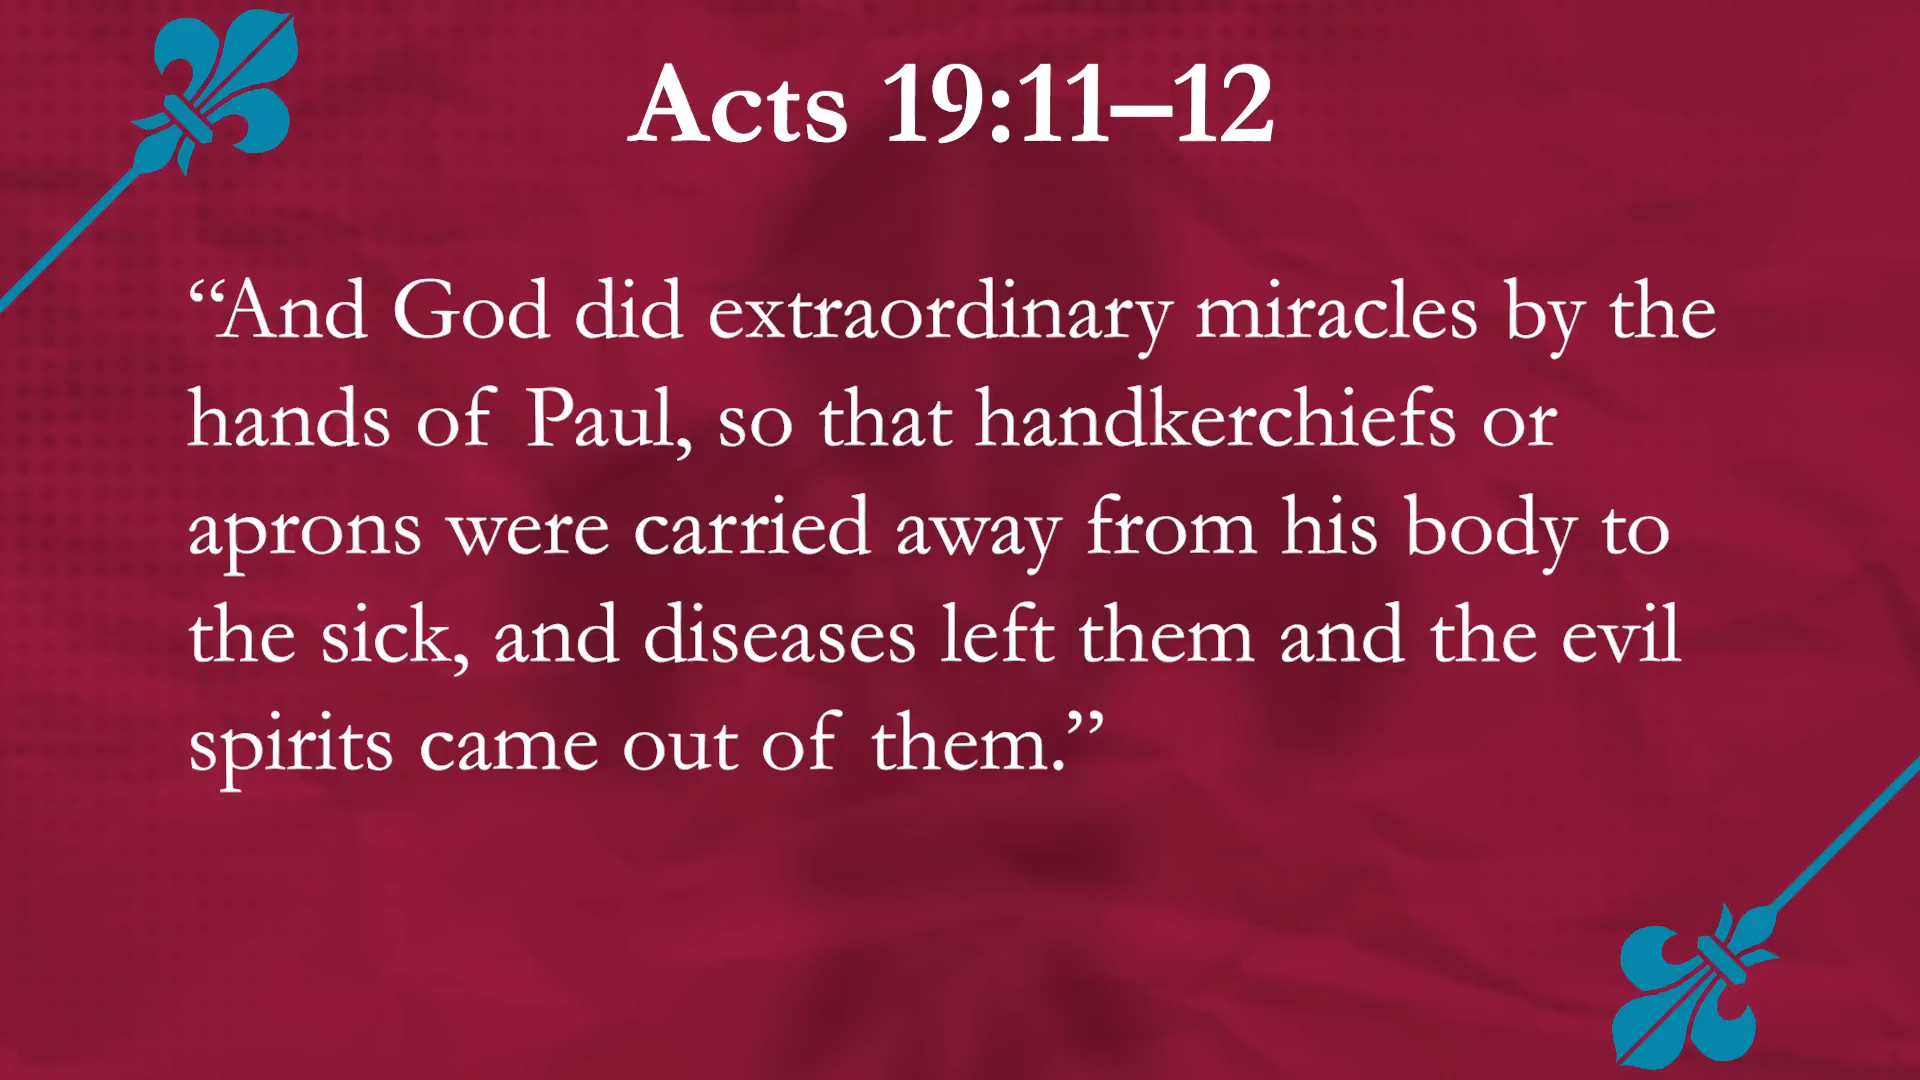 Acts 19:11–12
“And God did extraordinary miracles by the
hands of Paul, so that handkerchiefs or
aprons were carried away from his body to
the sick, and diseases left them and the evil
spirits came out of them.”